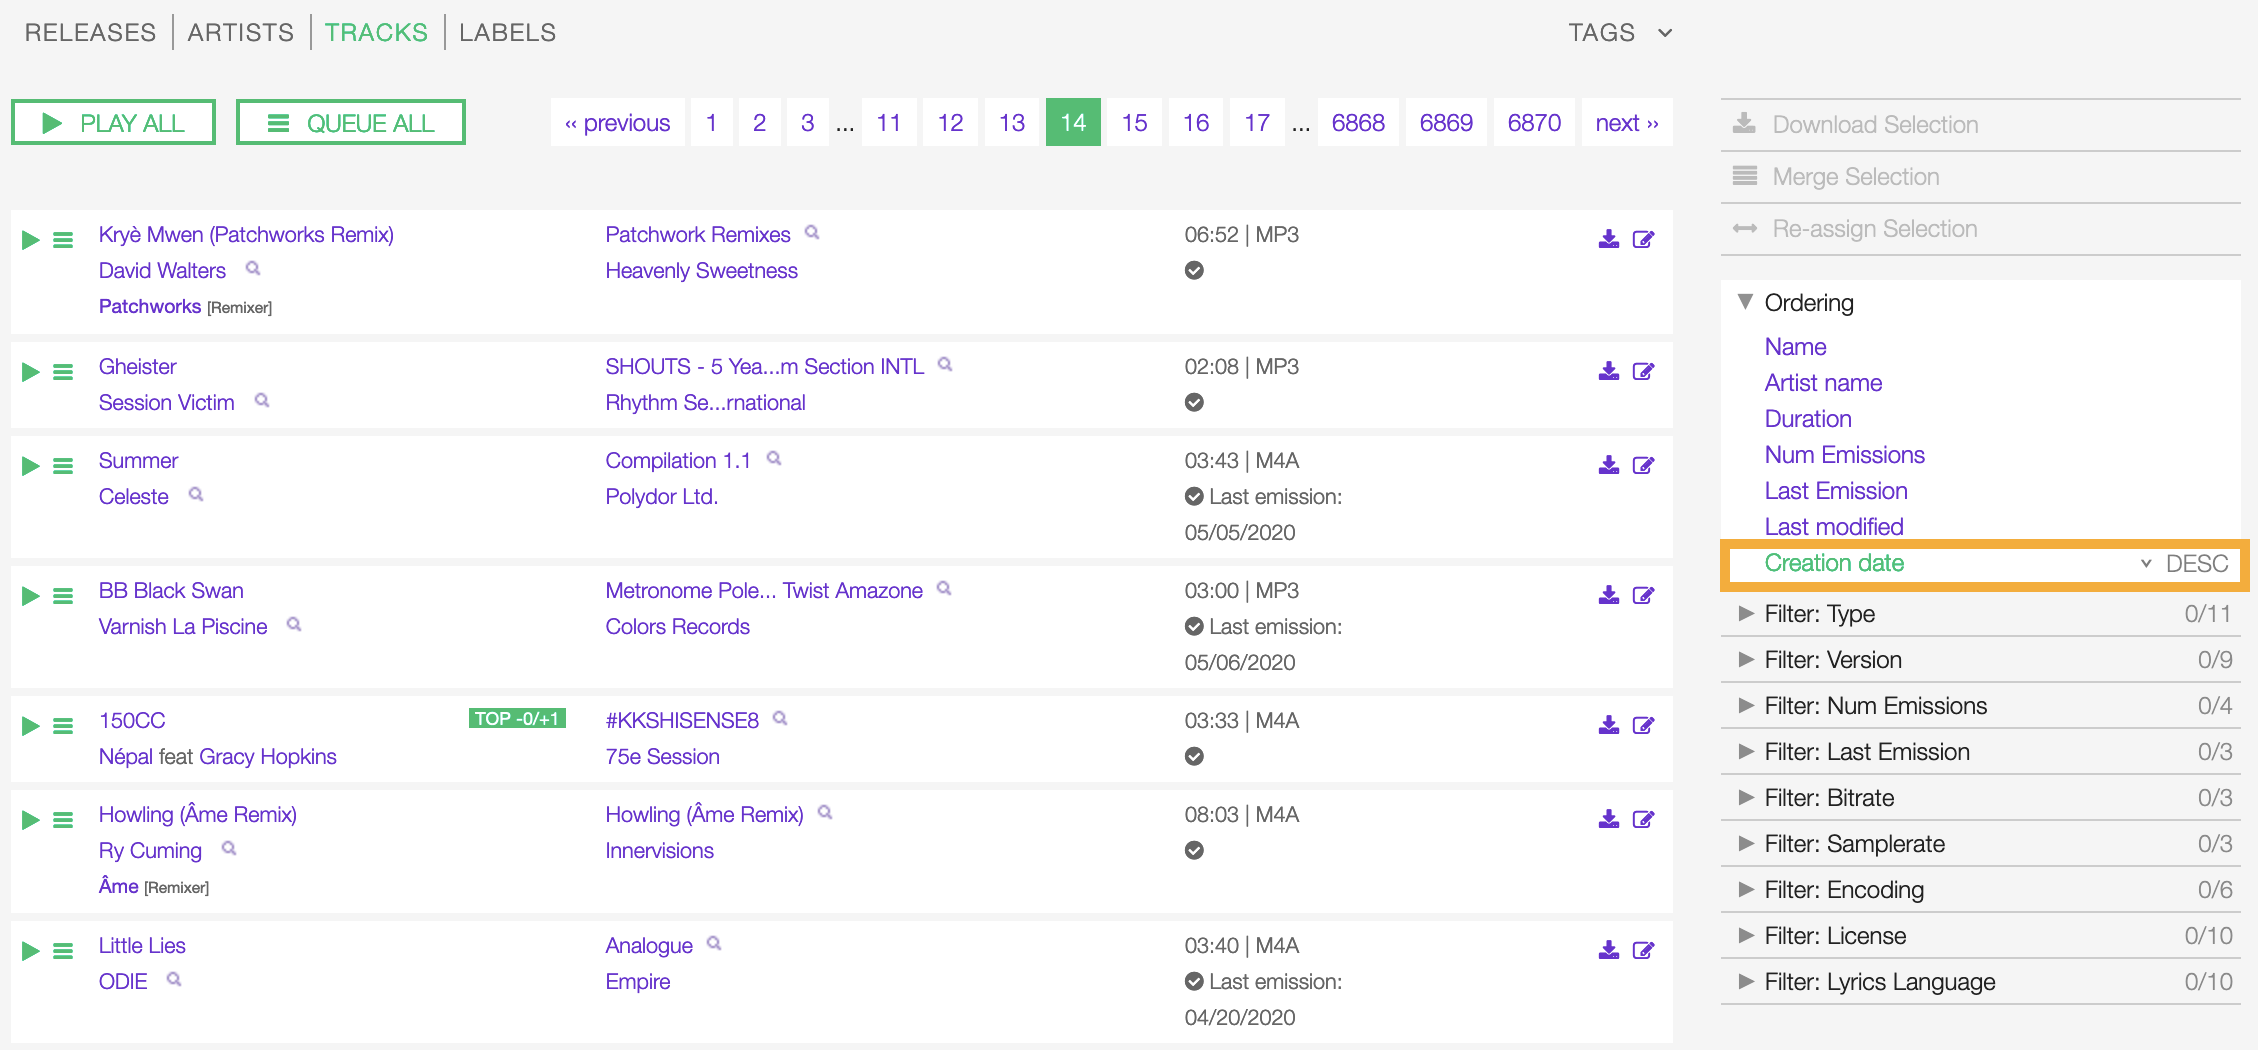 RELEASES ARTISTS TRACKS LABELS TAGS
PLAY ALL QUEUE ALL ‹‹ previous 1 2 3 ... 11 12 13 14 15 16 17 ... 6868 6869 6870 next ››
Kryè Mwen (Patchworks Remix) Patchwork Remixes 06:52 | MP3
David Walters Heavenly Sweetness
Patchworks [Remixer]
Gheister SHOUTS - 5 Yea...m Section INTL 02:08 | MP3
Session Victim Rhythm Se...rnational
Summer Compilation 1.1 03:43 | M4A
Celeste Polydor Ltd. Last emission:
05/05/2020
BB Black Swan Metronome Pole... Twist Amazone 03:00 | MP3
Varnish La Piscine Colors Records Last emission:
05/06/2020
150CC TOP -0/+1 #KKSHISENSE8 03:33 | M4A
Népal feat Gracy Hopkins 75e Session
Howling (Âme Remix) Howling (Âme Remix) 08:03 | M4A
Ry Cuming Innervisions
Âme [Remixer]
Little Lies Analogue 03:40 | M4A
ODIE Empire Last emission:
04/20/2020
Download Selection
Merge Selection
Re-assign Selection
Ordering
Name
Artist name
Duration
Num Emissions
Last Emission
Last modified
Creation date DESC
Filter: Type 0/11
Filter: Version 0/9
Filter: Num Emissions 0/4
Filter: Last Emission 0/3
Filter: Bitrate 0/3
Filter: Samplerate 0/3
Filter: Encoding 0/6
Filter: License 0/10
Filter: Lyrics Language 0/10